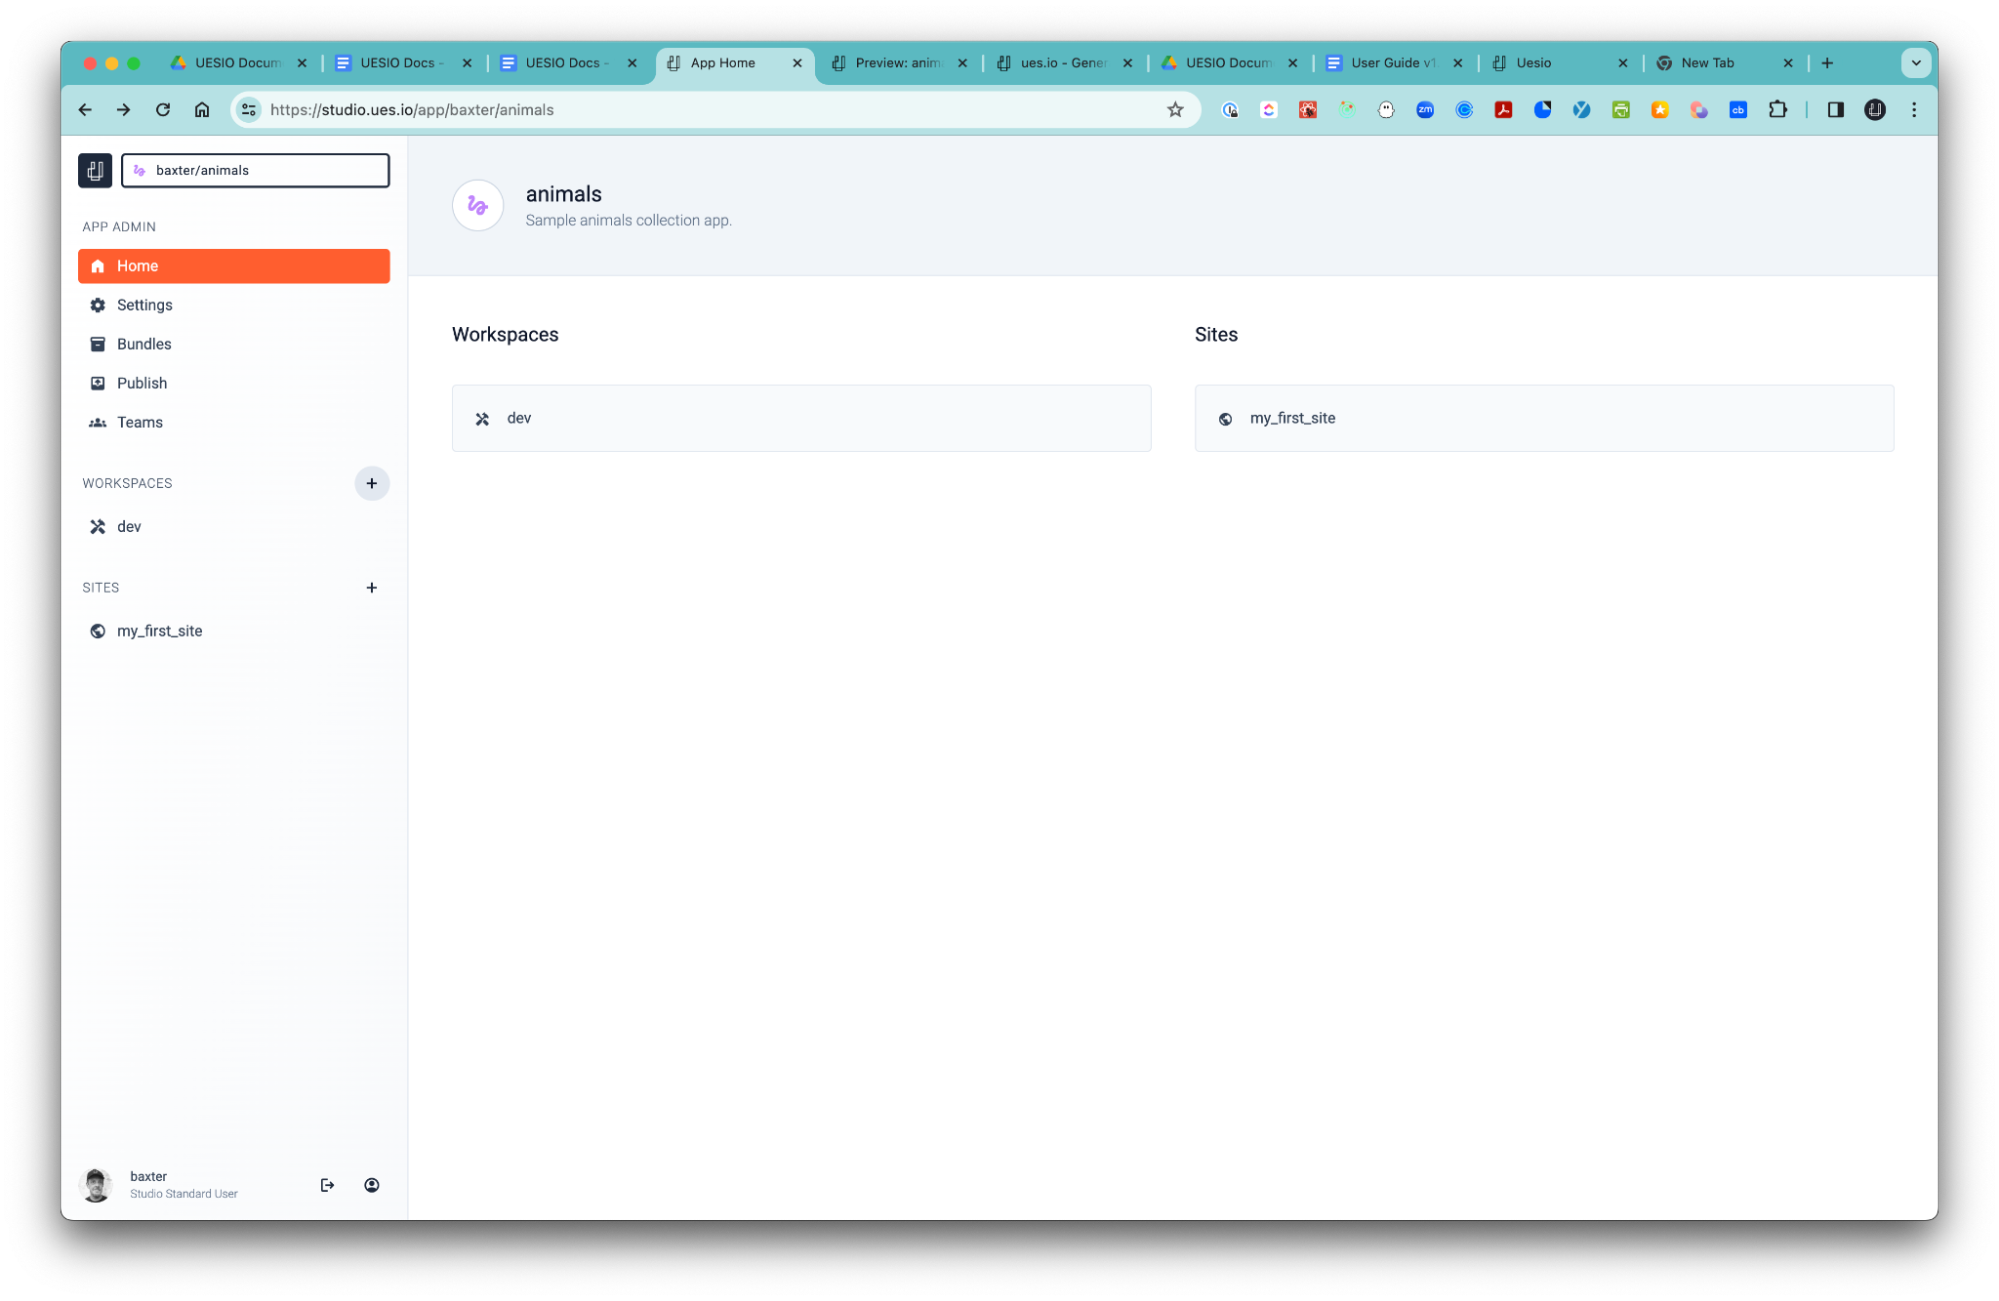 UESIO Docum
UESIO Docs -
UESIO Docs -
App Home
Preview: anim
ues.io - Gener
UESIO Docum
User Guide v1
Uesio
New Tab
https://studio.ues.io/app/baxter/animals
zm
cb
baxter/animals
APP ADMIN
Home
Settings
Bundles
Publish
Teams
WORKSPACES
dev
SITES
my_first_site
baxter
Studio Standard User
animals
Sample animals collection app.
Workspaces
dev
Sites
my_first_site